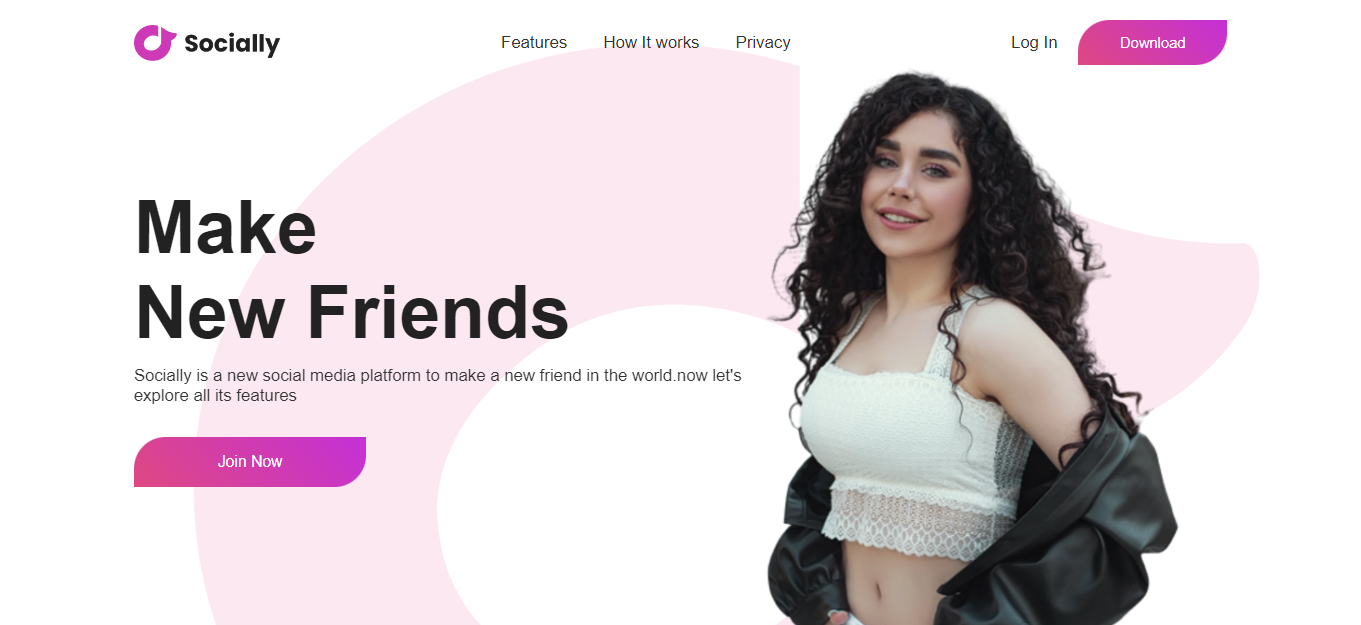 Socially
Features How It works Privacy
Log In Download
Make
New Friends
Socially is a new social media platform to make a new friend in the world.now let's
explore all its features
Join Now